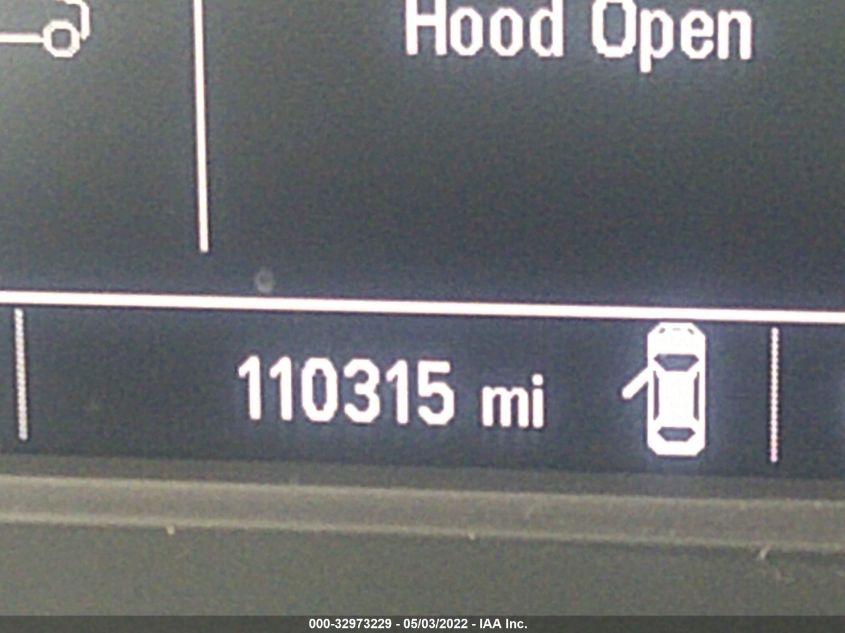 Hood Open
110315 mi
000-32973229 - 05/03/2022 - IAA Inc.